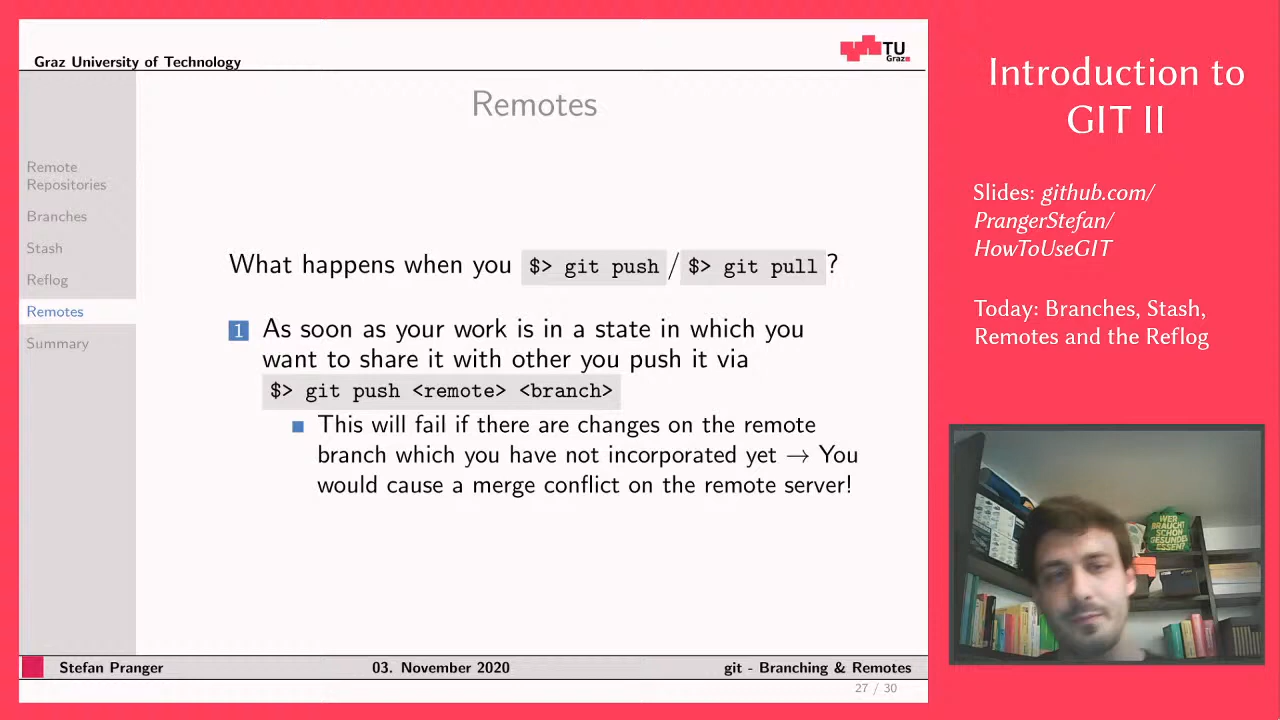 Graz University of Technology
TU
Graz
Remotes
Remote
Repositories
Branches
Stash
Reflog
Remotes
Summary
What happens when you $> git push / $> git pull ?
1 As soon as your work is in a state in which you
want to share it with other you push it via
$> git push <remote> <branch>
This will fail if there are changes on the remote
branch which you have not incorporated yet → You
would cause a merge conflict on the remote server!
Stefan Pranger 03. November 2020 git - Branching & Remotes
27 / 30
Introduction to
GIT II
Slides: github.com/
PrangerStefan/
HowToUseGIT
Today: Branches, Stash,
Remotes and the Reflog
WER
BRAUCHT
SCHON
GESUNDES
ESSEN?